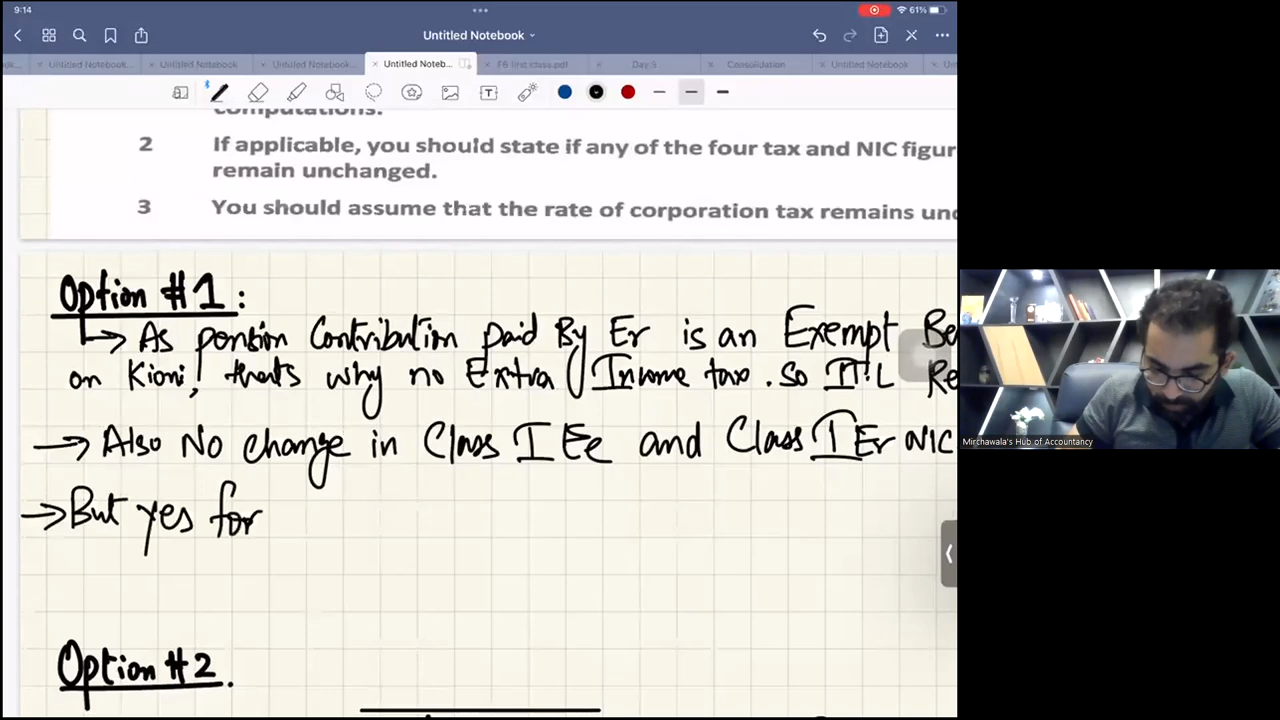 9:14
61%
Untitled Notebook
Untitled Notebook...
Untitled Notebook
Untitled Notebook...
Untitled Noteb...
F6 first class.pdf
Day 5
Consolidation
Untitled Notebook
computations.
2 If applicable, you should state if any of the four tax and NIC figur
remain unchanged.
3 You should assume that the rate of corporation tax remains un
Option #1:
→ As pension Contribution paid By Er is an Exempt Be
on Kioni, that's why no Extra Income tax. So IT!L Re
→ Also No change in Class I Ee and Class I Er NIC
→ But yes for
Mirchawala's Hub of Accountancy
Option #2.